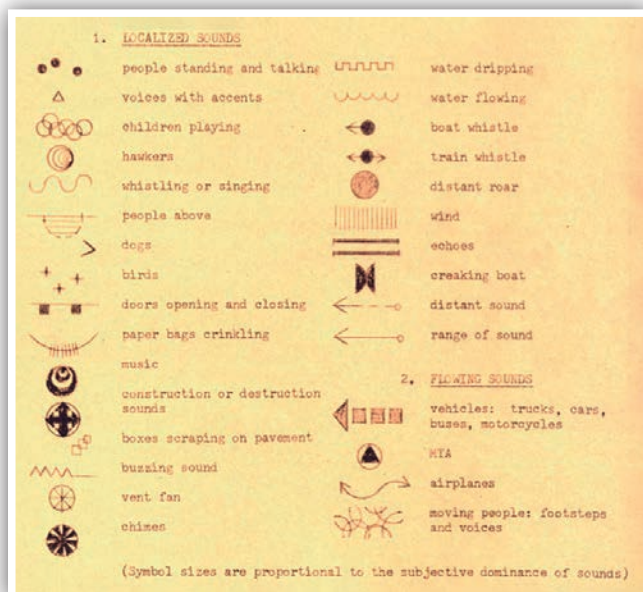 1. LOCALIZED SOUNDS
people standing and talking
voices with accents
children playing
hawkers
whistling or singing
people above
dogs
birds
doors opening and closing
paper bags crinkling
music
construction or destruction
sounds
boxes scraping on pavement
buzzing sound
vent fan
chimes
water dripping
water flowing
boat whistle
train whistle
distant roar
wind
echoes
creaking boat
distant sound
range of sound
2. FLOWING SOUNDS
vehicles: trucks, cars,
buses, motorcycles
MTA
airplanes
moving people: footsteps
and voices
(Symbol sizes are proportional to the subjective dominance of sounds)